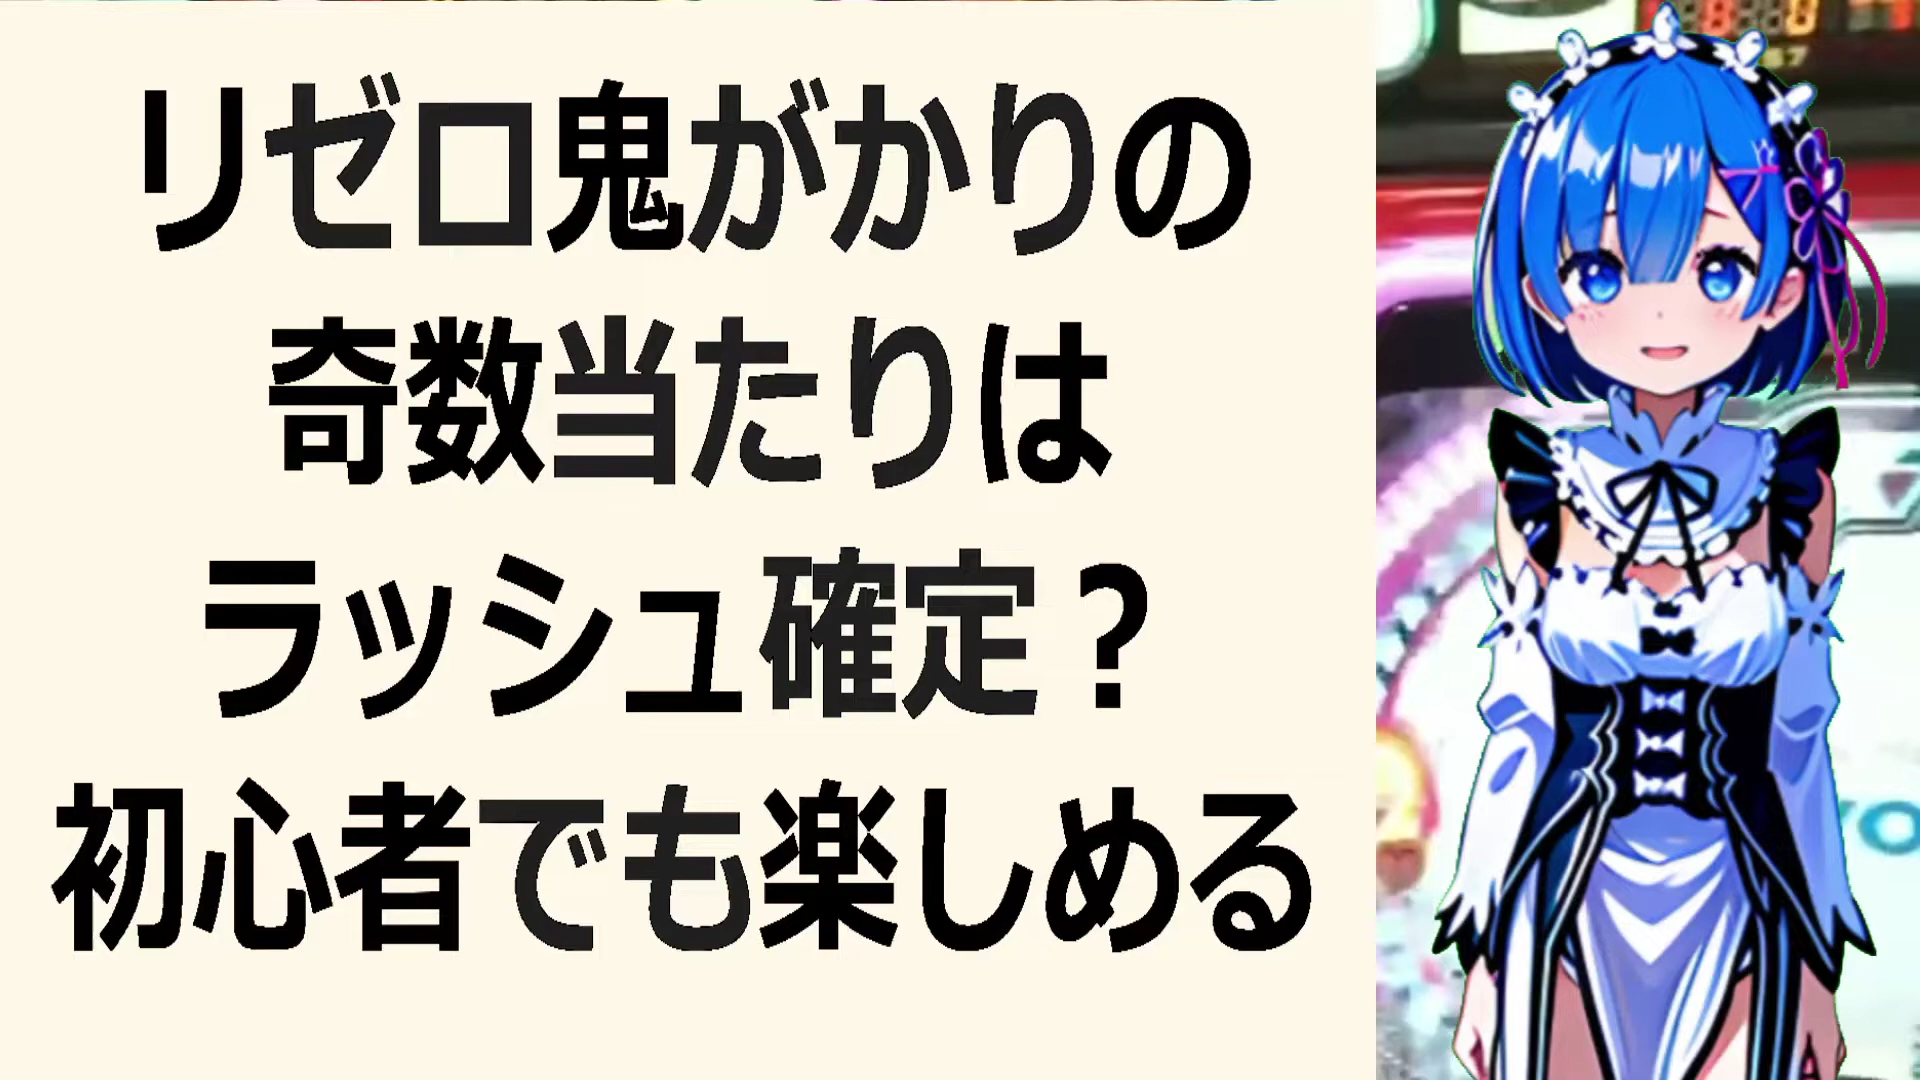 リゼロ鬼がかりの
奇数当たりは
ラッシュ確定？
初心者でも楽しめる